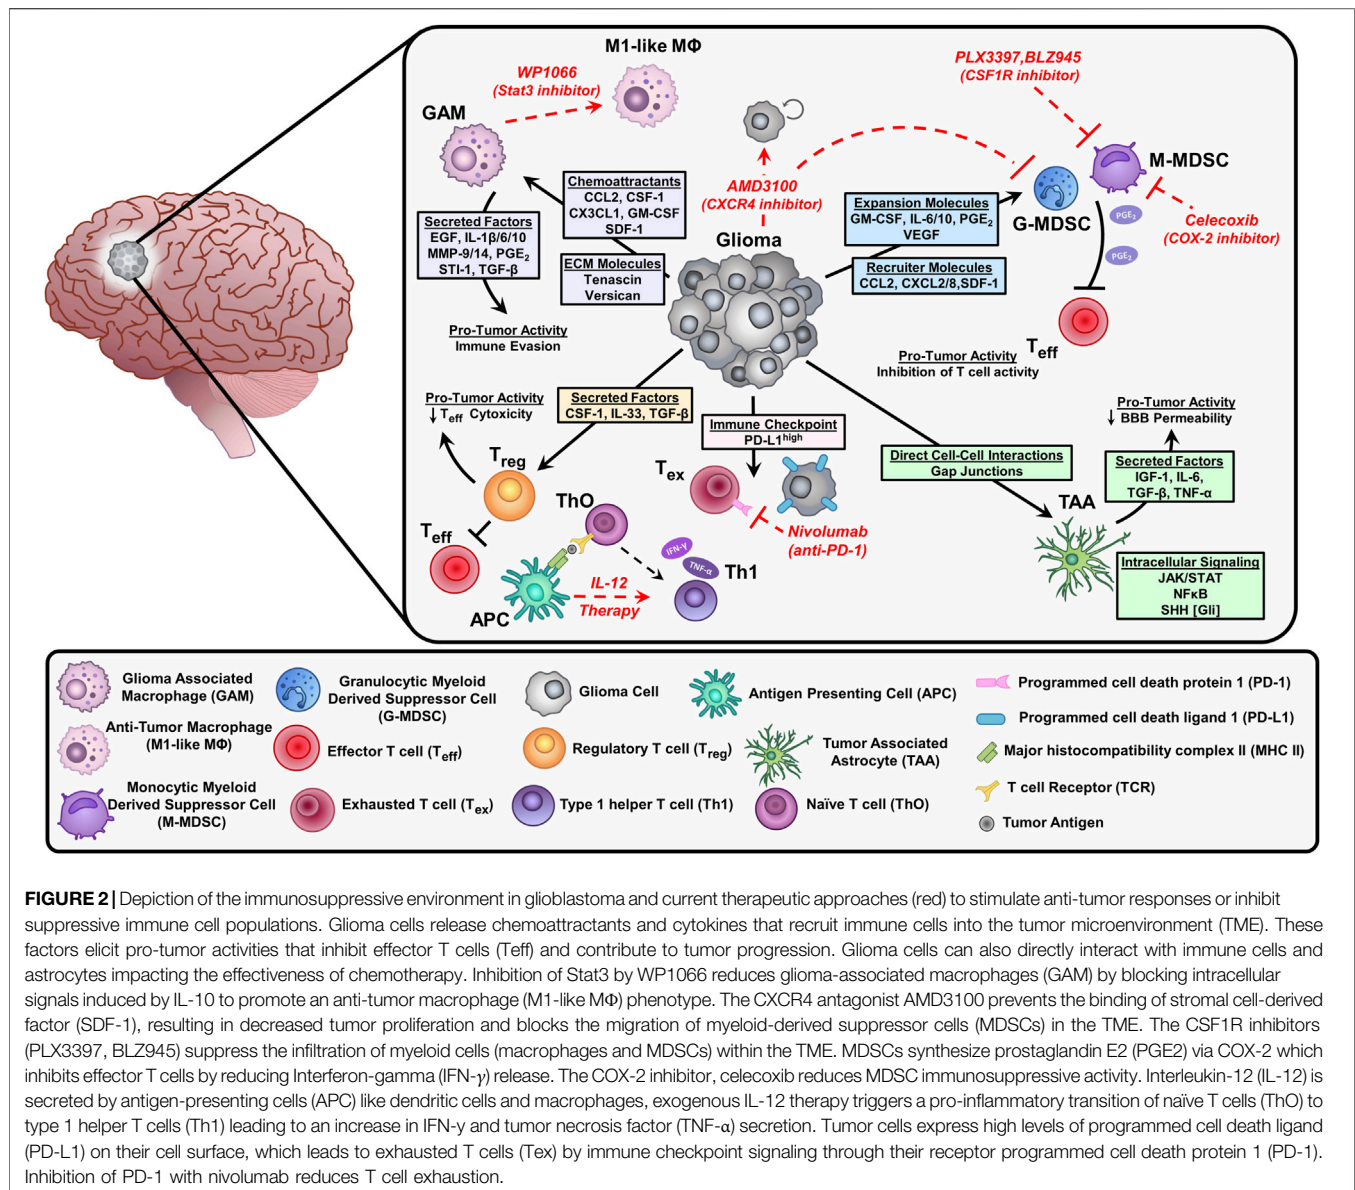 M1-like MΦ
WP1066
(Stat3 inhibitor)
GAM
PLX3397,BLZ945
(CSF1R inhibitor)
M-MDSC
AMD3100
(CXCR4 inhibitor)
Glioma
Chemoattractants
CCL2, CSF-1
CX3CL1, GM-CSF
SDF-1
ECM Molecules
Tenascin
Versican
Secreted Factors
EGF, IL-1β/6/10
MMP-9/14, PGE2
STI-1, TGF-β
Pro-Tumor Activity
Immune Evasion
Expansion Molecules
GM-CSF, IL-6/10, PGE2
VEGF
Recruiter Molecules
CCL2, CXCL2/8,SDF-1
G-MDSC
PGE2
PGE2
Celecoxib
(COX-2 inhibitor)
Teff
Pro-Tumor Activity
Inhibition of T cell activity
Pro-Tumor Activity
↓ Teff Cytoxicity
Secreted Factors
CSF-1, IL-33, TGF-β
Treg
Teff
Immune Checkpoint
PD-L1high
Tex
Nivolumab
(anti-PD-1)
ThO
IFN-γ
TNF-α
Th1
IL-12
Therapy
APC
Direct Cell-Cell Interactions
Gap Junctions
Pro-Tumor Activity
↓ BBB Permeability
Secreted Factors
IGF-1, IL-6,
TGF-β, TNF-α
TAA
Intracellular Signaling
JAK/STAT
NFκB
SHH [Gli]
Glioma Associated
Macrophage (GAM)
Anti-Tumor Macrophage
(M1-like MΦ)
Monocytic Myeloid
Derived Suppressor Cell
(M-MDSC)
Granulocytic Myeloid
Derived Suppressor Cell
(G-MDSC)
Effector T cell (Teff)
Exhausted T cell (Tex)
Glioma Cell
Regulatory T cell (Treg)
Type 1 helper T cell (Th1)
Antigen Presenting Cell (APC)
Tumor Associated
Astrocyte (TAA)
Naïve T cell (ThO)
Programmed cell death protein 1 (PD-1)
Programmed cell death ligand 1 (PD-L1)
Major histocompatibility complex II (MHC II)
T cell Receptor (TCR)
Tumor Antigen
FIGURE 2 | Depiction of the immunosuppressive environment in glioblastoma and current therapeutic approaches (red) to stimulate anti-tumor responses or inhibit
suppressive immune cell populations. Glioma cells release chemoattractants and cytokines that recruit immune cells into the tumor microenvironment (TME). These
factors elicit pro-tumor activities that inhibit effector T cells (Teff) and contribute to tumor progression. Glioma cells can also directly interact with immune cells and
astrocytes impacting the effectiveness of chemotherapy. Inhibition of Stat3 by WP1066 reduces glioma-associated macrophages (GAM) by blocking intracellular
signals induced by IL-10 to promote an anti-tumor macrophage (M1-like MΦ) phenotype. The CXCR4 antagonist AMD3100 prevents the binding of stromal cell-derived
factor (SDF-1), resulting in decreased tumor proliferation and blocks the migration of myeloid-derived suppressor cells (MDSCs) in the TME. The CSF1R inhibitors
(PLX3397, BLZ945) suppress the infiltration of myeloid cells (macrophages and MDSCs) within the TME. MDSCs synthesize prostaglandin E2 (PGE2) via COX-2 which
inhibits effector T cells by reducing Interferon-gamma (IFN-γ) release. The COX-2 inhibitor, celecoxib reduces MDSC immunosuppressive activity. Interleukin-12 (IL-12) is
secreted by antigen-presenting cells (APC) like dendritic cells and macrophages, exogenous IL-12 therapy triggers a pro-inflammatory transition of naïve T cells (ThO) to
type 1 helper T cells (Th1) leading to an increase in IFN-y and tumor necrosis factor (TNF-α) secretion. Tumor cells express high levels of programmed cell death ligand
(PD-L1) on their cell surface, which leads to exhausted T cells (Tex) by immune checkpoint signaling through their receptor programmed cell death protein 1 (PD-1).
Inhibition of PD-1 with nivolumab reduces T cell exhaustion.